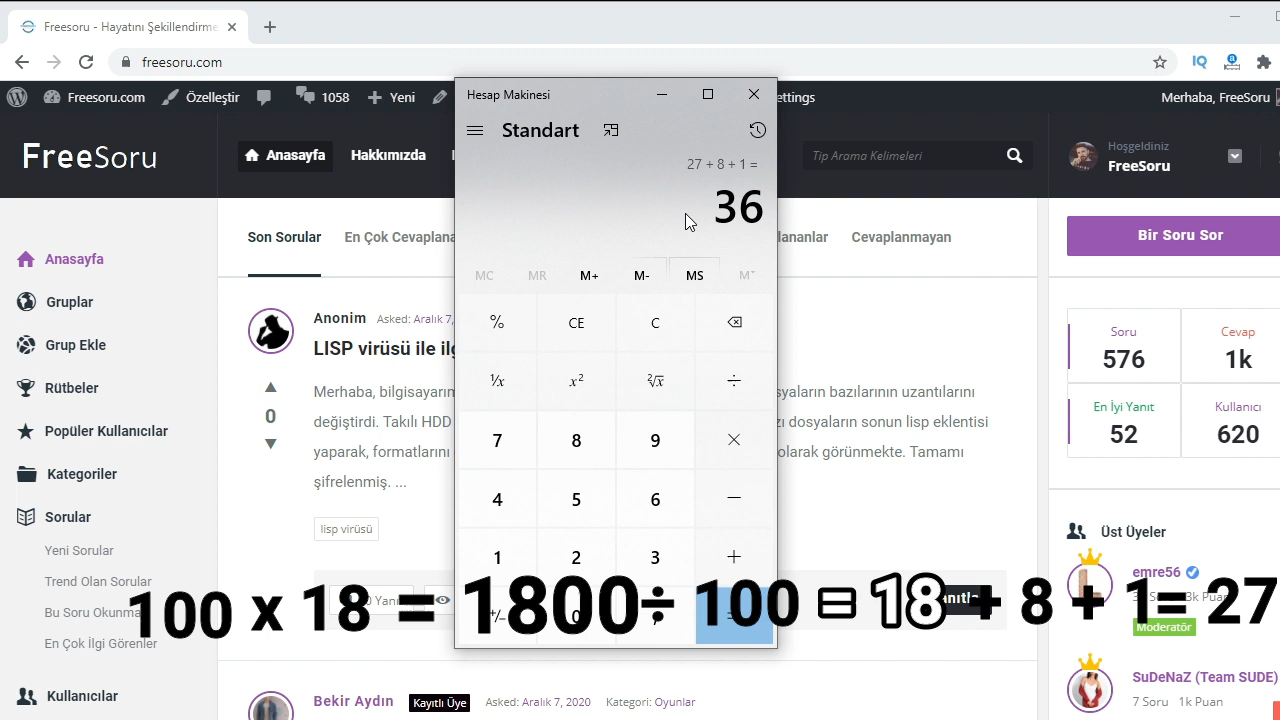 Freesoru - Hayatını Şekillendirme
freesoru.com
IQ
Freesoru.com
Özelleştir
1058
Yeni
ettings
Merhaba, FreeSoru
FreeSoru
Anasayfa
Hakkımızda
Tip Arama Kelimeleri
Hoşgeldiniz
FreeSoru
Hesap Makinesi
Standart
27 + 8 + 1 =
36
MC MR M+ M- MS M˅
% CE C
⅟x x² ²√x ÷
7 8 9 ×
4 5 6 −
1 2 3 +
Anasayfa
Gruplar
Grup Ekle
Rütbeler
Popüler Kullanıcılar
Kategoriler
Sorular
Yeni Sorular
Trend Olan Sorular
Bu Soru Okunma
En Çok İlgi Görenler
Kullanıcılar
Son Sorular
En Çok Cevaplana
lananlar
Cevaplanmayan
Anonim
Asked: Aralık 7,
LISP virüsü ile ilg
0
Merhaba, bilgisayarım
syaların bazılarının uzantılarını
değiştirdi. Takılı HDD
zı dosyaların sonun lisp eklentisi
yaparak, formatlarını
olarak görünmekte. Tamamı
şifrelenmiş. ...
lisp virüsü
100 x 18 = 1800÷ 100 = 18 + 8 + 1= 27
Bekir Aydın
Kayıtlı Üye
Asked: Aralık 7, 2020
Kategori: Oyunlar
Bir Soru Sor
Soru
576
Cevap
1k
En İyi Yanıt
52
Kullanıcı
620
Üst Üyeler
emre56
Moderatör
SuDeNaZ (Team SUDE)
7 Soru
1k Puan